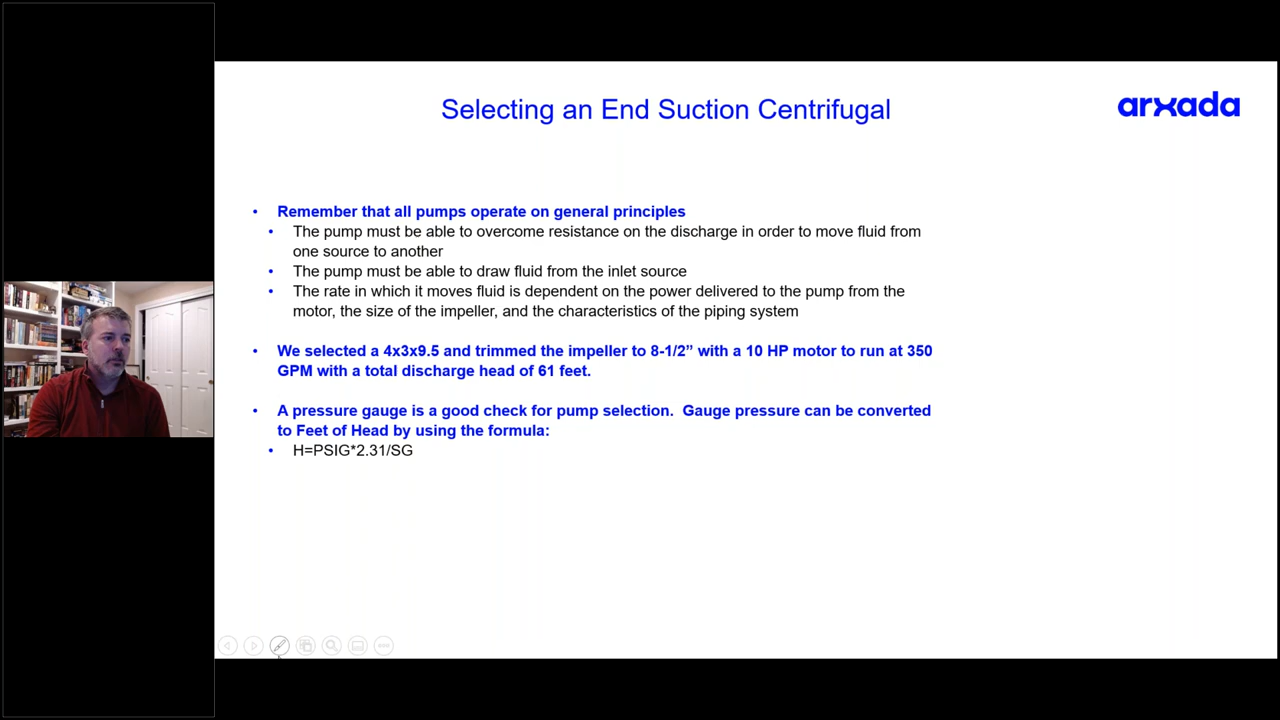 Selecting an End Suction Centrifugal
arxada
• Remember that all pumps operate on general principles
• The pump must be able to overcome resistance on the discharge in order to move fluid from
one source to another
• The pump must be able to draw fluid from the inlet source
• The rate in which it moves fluid is dependent on the power delivered to the pump from the
motor, the size of the impeller, and the characteristics of the piping system
• We selected a 4x3x9.5 and trimmed the impeller to 8-1/2” with a 10 HP motor to run at 350
GPM with a total discharge head of 61 feet.
• A pressure gauge is a good check for pump selection.  Gauge pressure can be converted
to Feet of Head by using the formula:
• H=PSIG*2.31/SG